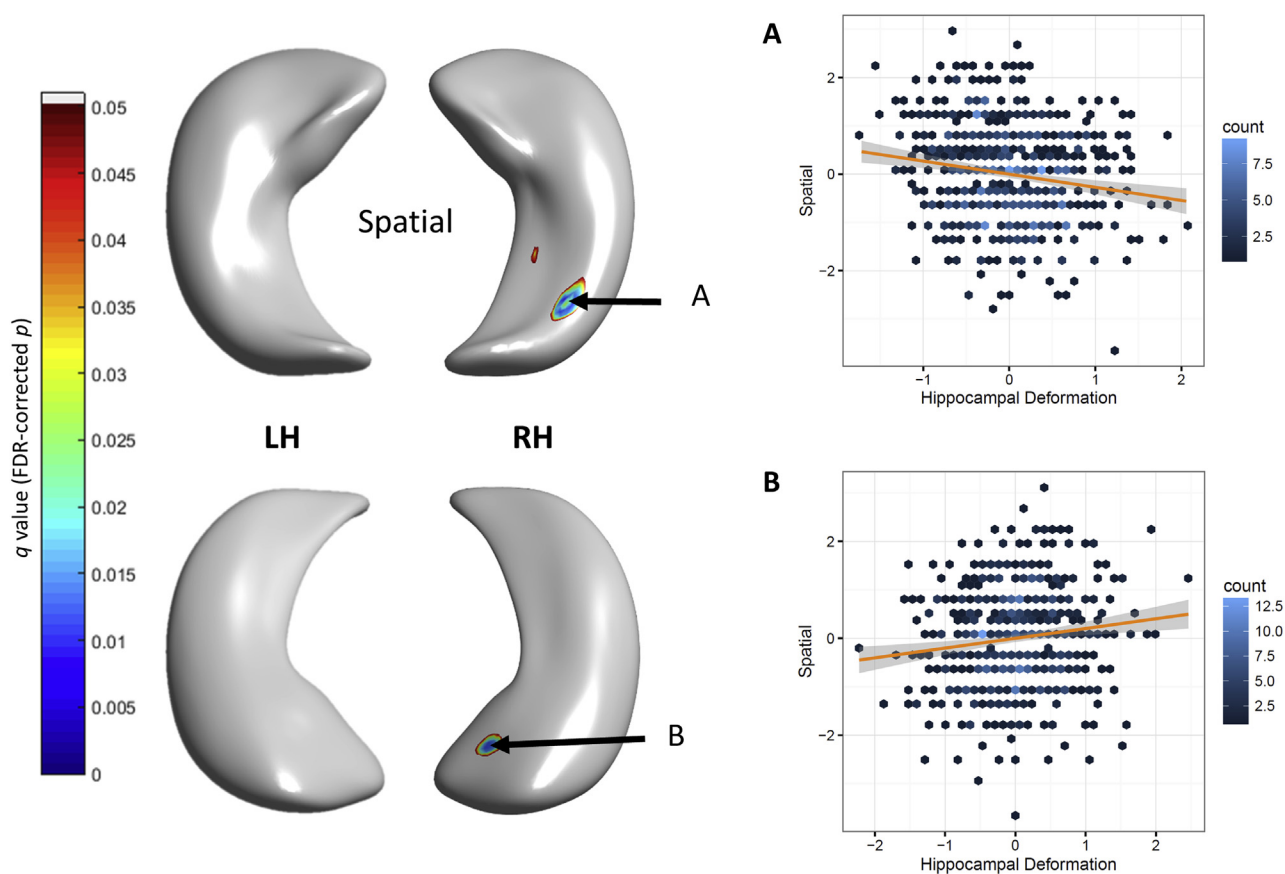 q value (FDR-corrected p)
0.05
0.045
0.04
0.035
0.03
0.025
0.02
0.015
0.01
0.005
0
Spatial
A
LH
RH
B
A
Spatial
2
0
−2
−1
0
1
2
Hippocampal Deformation
count
7.5
5.0
2.5
B
Spatial
2
0
−2
−2
−1
0
1
2
Hippocampal Deformation
count
12.5
10.0
7.5
5.0
2.5